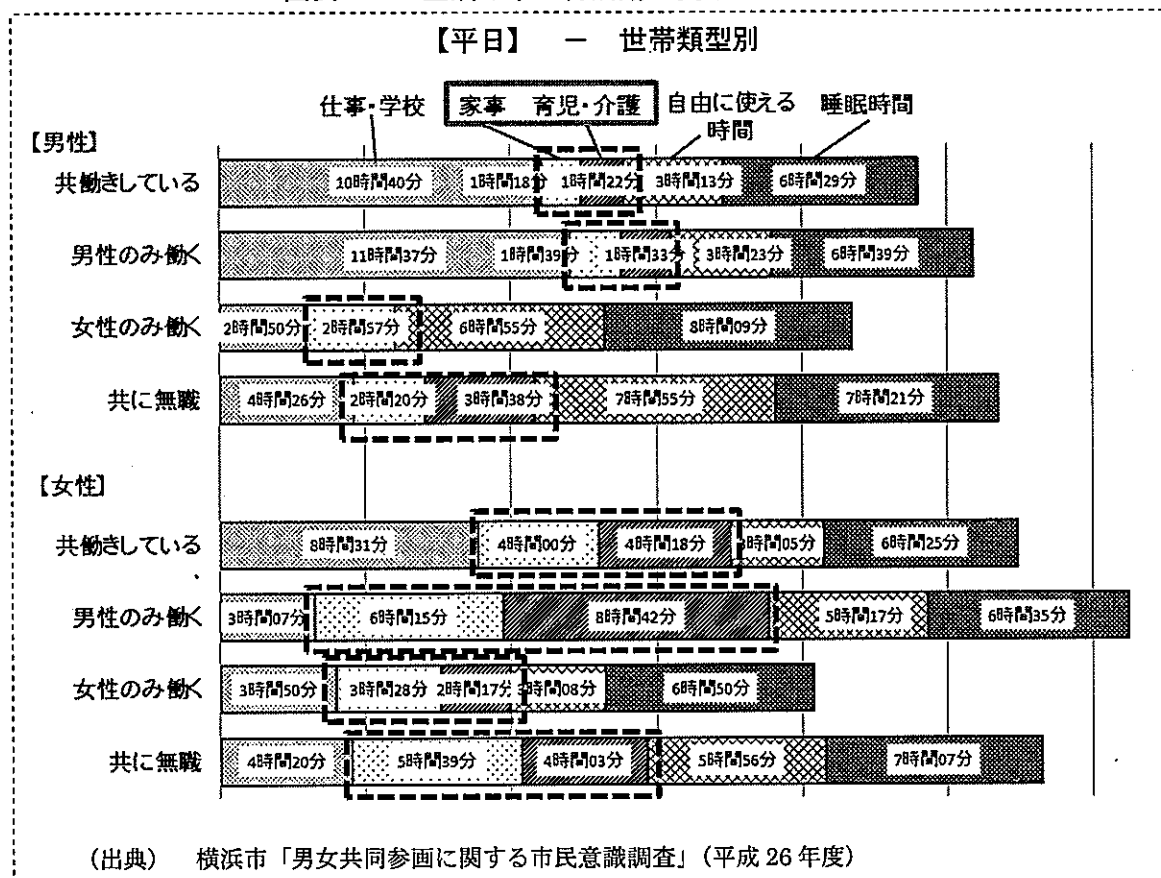 【平日】 － 世帯類型別
仕事・学校 家事 育児・介護 自由に使える時間 睡眠時間
【男性】
共働きしている 10時間40分 1時間18分 1時間22分 3時間13分 6時間29分
男性のみ働く 11時間37分 1時間39分 1時間33分 3時間23分 6時間39分
女性のみ働く 2時間50分 2時間57分 6時間55分 8時間09分
共に無職 4時間26分 2時間20分 3時間38分 7時間55分 7時間21分
【女性】
共働きしている 8時間31分 4時間00分 4時間18分 3時間05分 6時間25分
男性のみ働く 3時間07分 6時間15分 8時間42分 5時間17分 6時間35分
女性のみ働く 3時間50分 3時間28分 2時間17分 3時間08分 6時間50分
共に無職 4時間20分 5時間39分 4時間03分 5時間56分 7時間07分
（出典） 横浜市「男女共同参画に関する市民意識調査」（平成 26 年度）